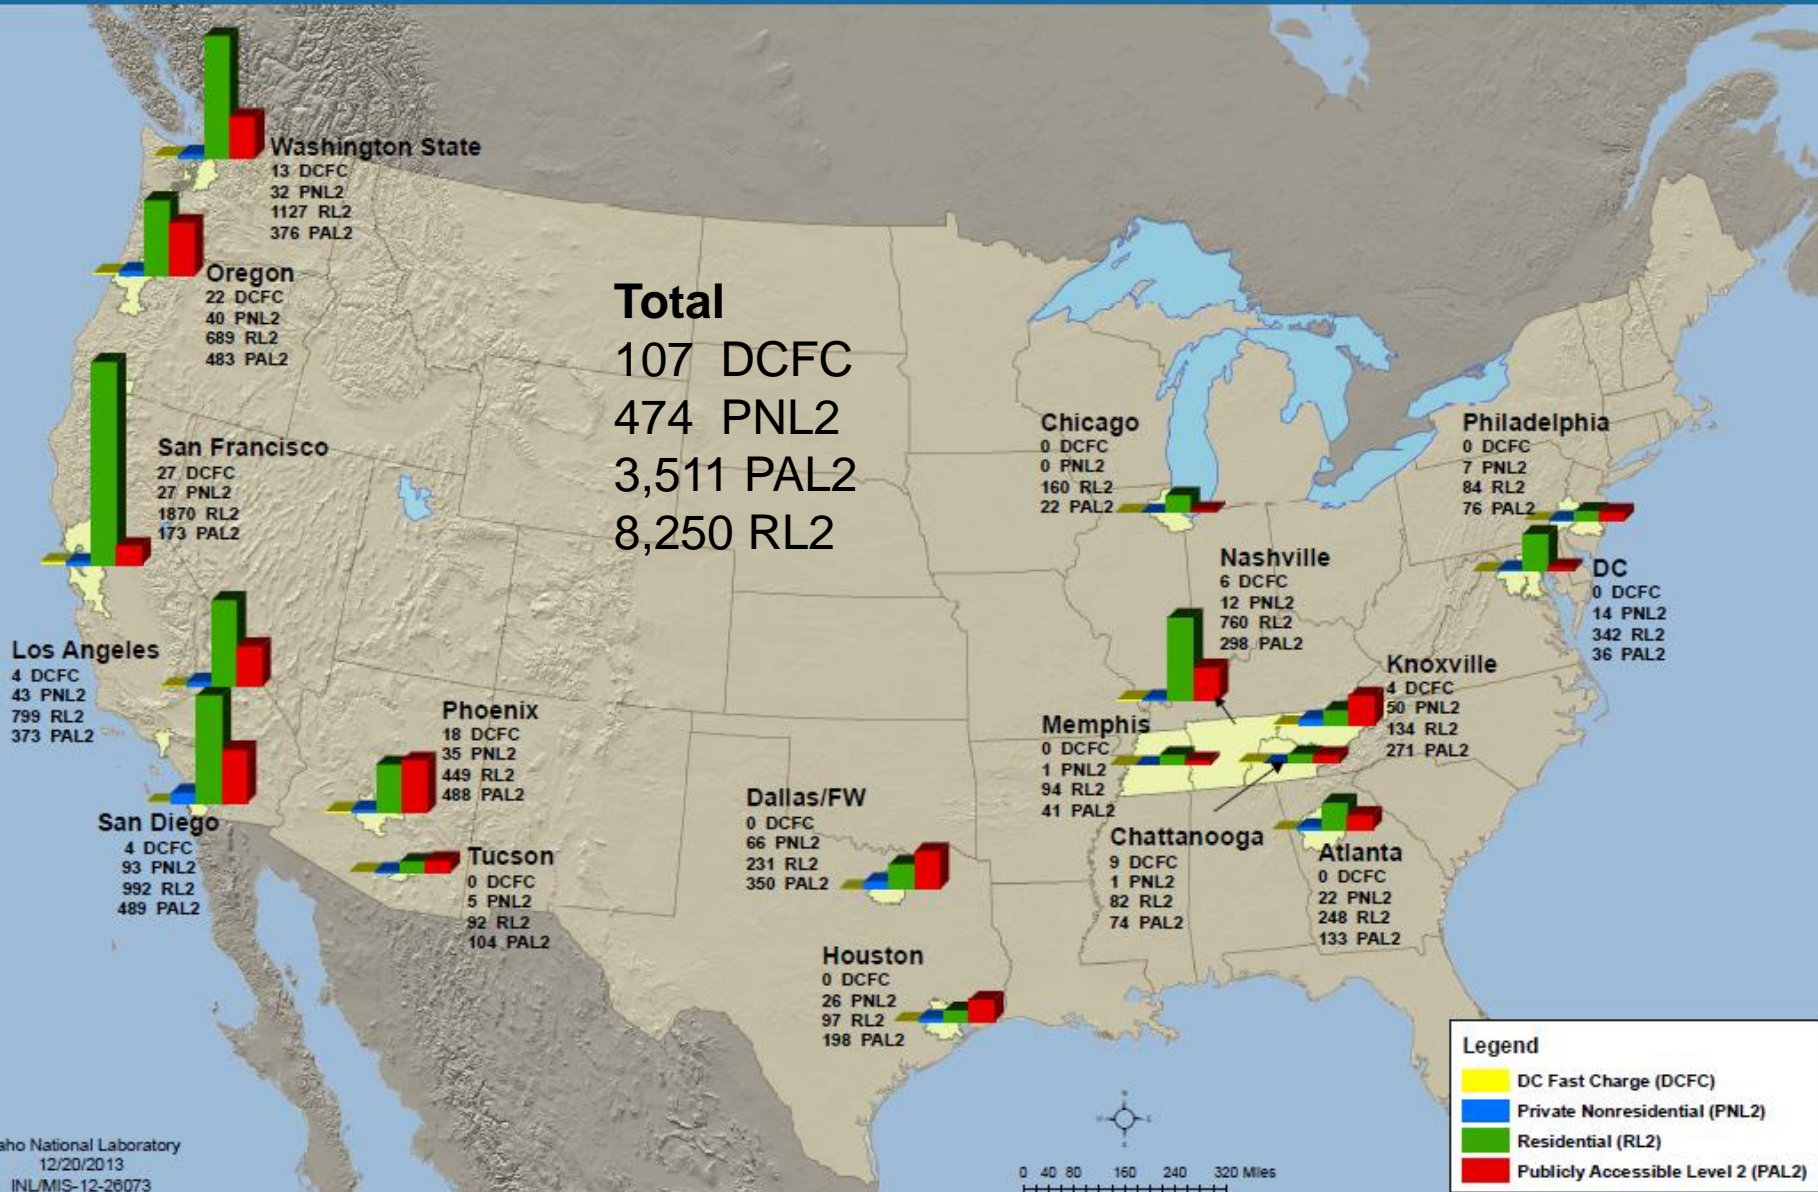 Washington State
13 DCFC
32 PNL2
1127 RL2
376 PAL2
Oregon
22 DCFC
40 PNL2
689 RL2
483 PAL2
San Francisco
27 DCFC
27 PNL2
1870 RL2
173 PAL2
Los Angeles
4 DCFC
43 PNL2
799 RL2
373 PAL2
San Diego
4 DCFC
93 PNL2
992 RL2
489 PAL2
Phoenix
18 DCFC
35 PNL2
449 RL2
488 PAL2
Tucson
0 DCFC
5 PNL2
92 RL2
104 PAL2
Total
107 DCFC
474 PNL2
3,511 PAL2
8,250 RL2
Dallas/FW
0 DCFC
66 PNL2
231 RL2
350 PAL2
Houston
0 DCFC
26 PNL2
97 RL2
198 PAL2
Chicago
0 DCFC
0 PNL2
160 RL2
22 PAL2
Nashville
6 DCFC
12 PNL2
760 RL2
298 PAL2
Memphis
0 DCFC
1 PNL2
94 RL2
41 PAL2
Chattanooga
9 DCFC
1 PNL2
82 RL2
74 PAL2
Knoxville
4 DCFC
50 PNL2
134 RL2
271 PAL2
Atlanta
0 DCFC
22 PNL2
248 RL2
133 PAL2
Philadelphia
0 DCFC
7 PNL2
84 RL2
76 PAL2
DC
0 DCFC
14 PNL2
342 RL2
36 PAL2
aho National Laboratory
12/20/2013
INL/MIS-12-26073
0 40 80 160 240 320 Miles
Legend
DC Fast Charge (DCFC)
Private Nonresidential (PNL2)
Residential (RL2)
Publicly Accessible Level 2 (PAL2)